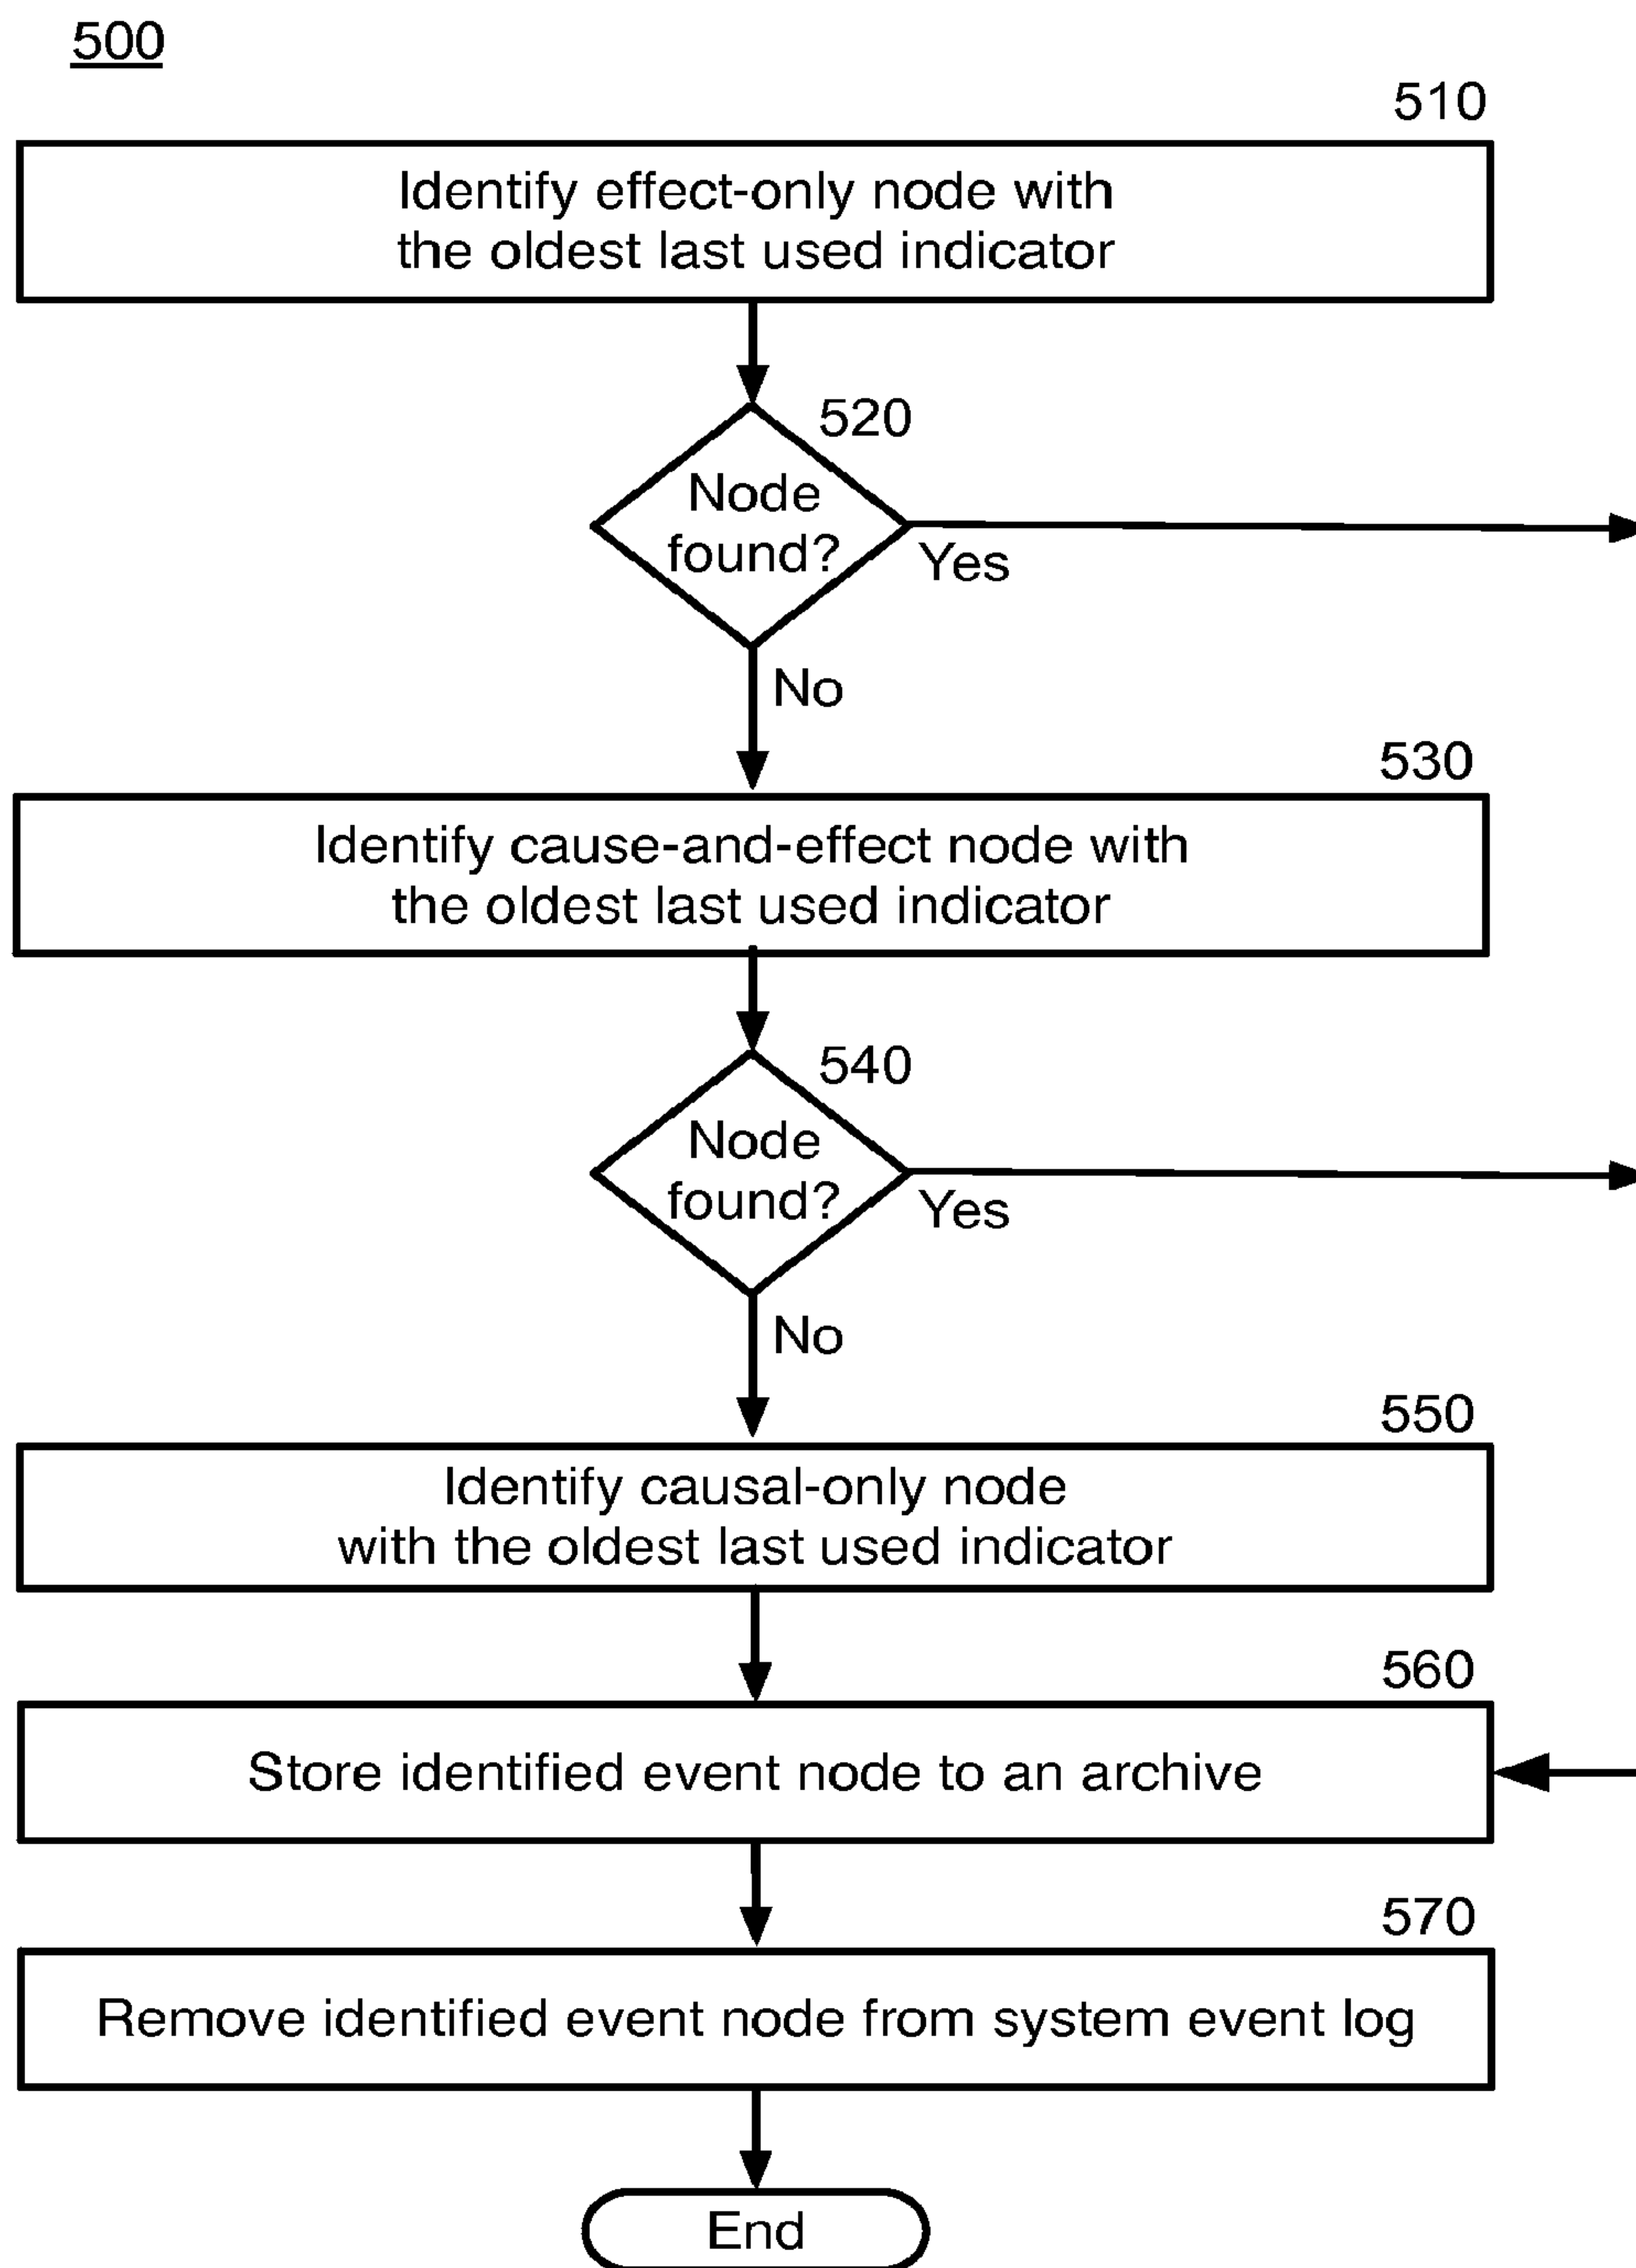 500
510
Identify effect-only node with
the oldest last used indicator
520
Node
found?
Yes
No
530
Identify cause-and-effect node with
the oldest last used indicator
540
Node
found?
Yes
No
550
Identify causal-only node
with the oldest last used indicator
560
Store identified event node to an archive
570
Remove identified event node from system event log
End